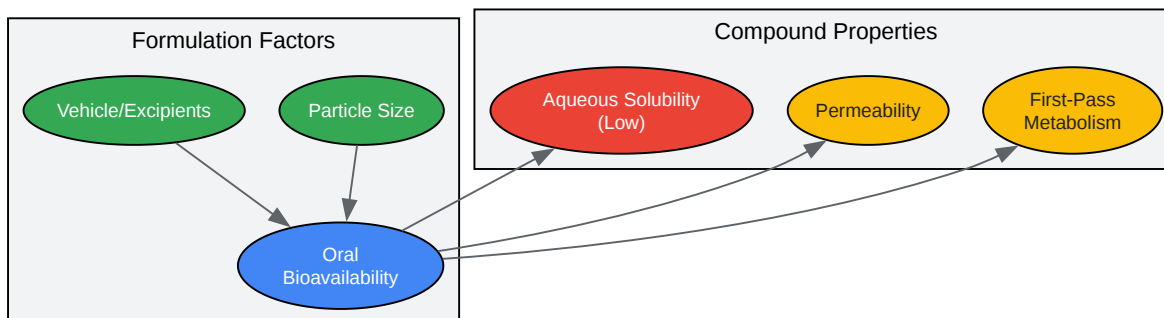 Formulation Factors
Vehicle/Excipients
Particle Size
Oral
Bioavailability
Compound Properties
Aqueous Solubility
(Low)
Permeability
First-Pass
Metabolism